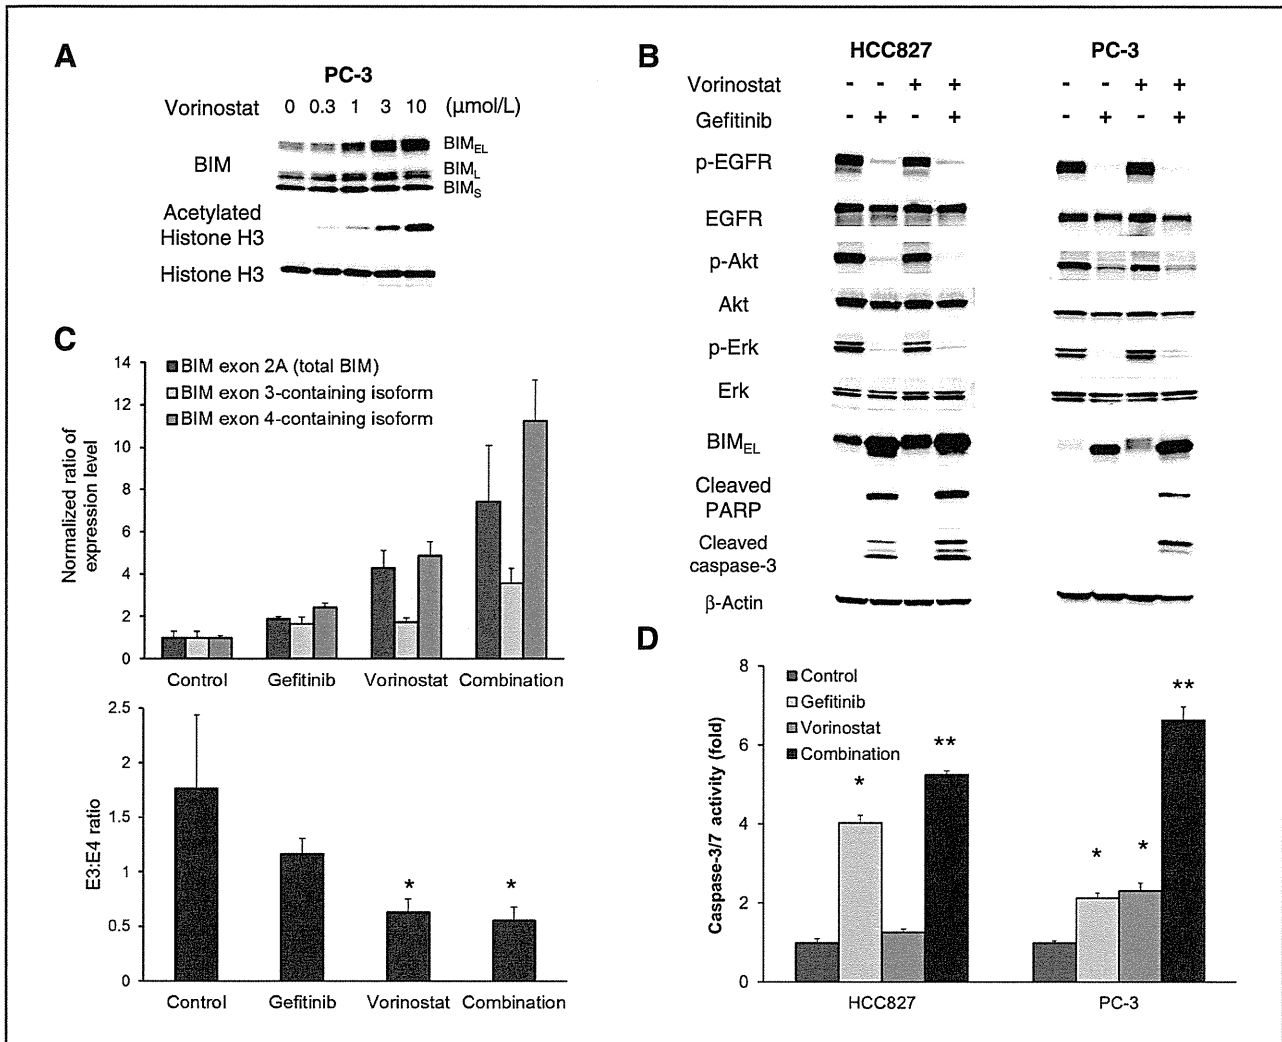 A
PC-3
Vorinostat 0 0.3 1 3 10 (µmol/L)
BIM
BIMEL
BIML
BIMS
Acetylated
Histone H3
Histone H3
B
HCC827 PC-3
Vorinostat - - + + - - + +
Gefitinib - + - + - + - +
p-EGFR
EGFR
p-Akt
Akt
p-Erk
Erk
BIMEL
Cleaved
PARP
Cleaved
caspase-3
β-Actin
C
BIM exon 2A (total BIM)
BIM exon 3-containing isoform
BIM exon 4-containing isoform
Normalized ratio of
expression level
14
12
10
8
6
4
2
0
Control Gefitinib Vorinostat Combination
E3:E4 ratio
2.5
2
1.5
1
0.5
0
* *
Control Gefitinib Vorinostat Combination
D
Control
Gefitinib
Vorinostat
Combination
Caspase-3/7 activity (fold)
8
6
4
2
0
* ** * * **
HCC827 PC-3